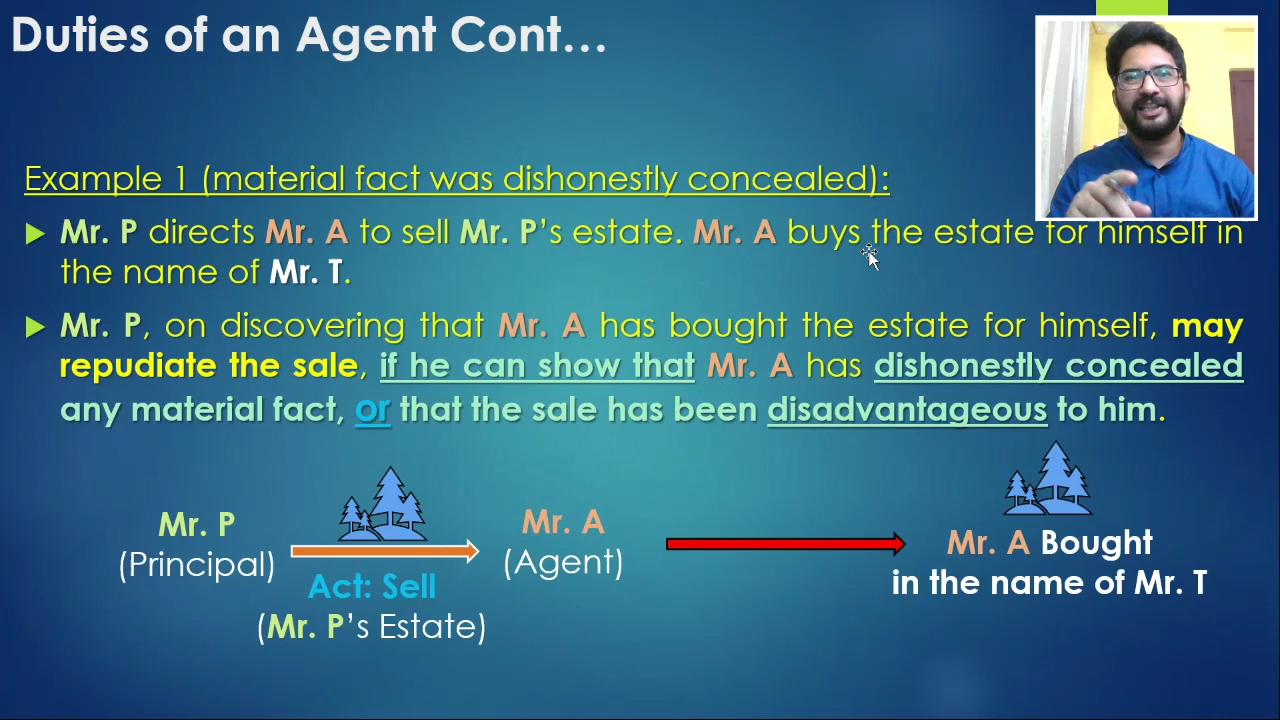 Duties of an Agent Cont…
Example 1 (material fact was dishonestly concealed):
Mr. P directs Mr. A to sell Mr. P’s estate. Mr. A buys the estate for himself in
the name of Mr. T.
Mr. P, on discovering that Mr. A has bought the estate for himself, may
repudiate the sale, if he can show that Mr. A has dishonestly concealed
any material fact, or that the sale has been disadvantageous to him.
Mr. P
(Principal)
Act: Sell
(Mr. P’s Estate)
Mr. A
(Agent)
Mr. A Bought
in the name of Mr. T